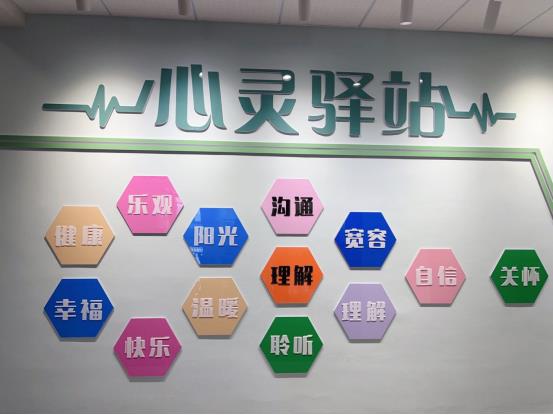 心灵驿站
乐观
沟通
健康
阳光
宽容
理解
自信
关怀
幸福
温暖
理解
快乐
聆听